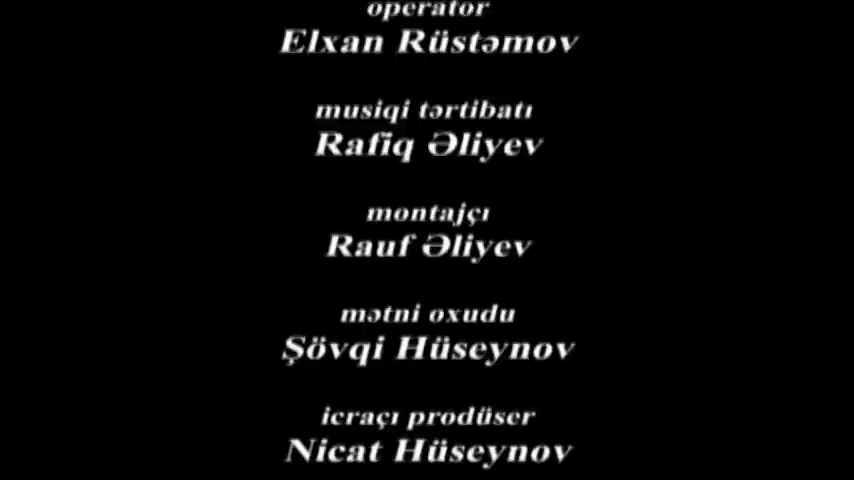 operator
Elxan Rüstəmov
musiqi tərtibatı
Rafiq Əliyev
montajçı
Rauf Əliyev
mətni oxudu
Şövqi Hüseynov
icraçı prodüser
Nicat Hüseynov